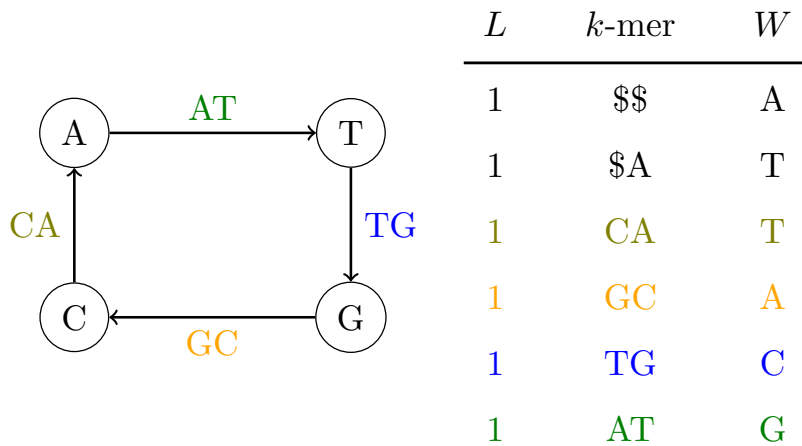 AT
A
T
CA
TG
C
G
GC
L k-mer W
1 $$ A
1 $A T
1 CA T
1 GC A
1 TG C
1 AT G